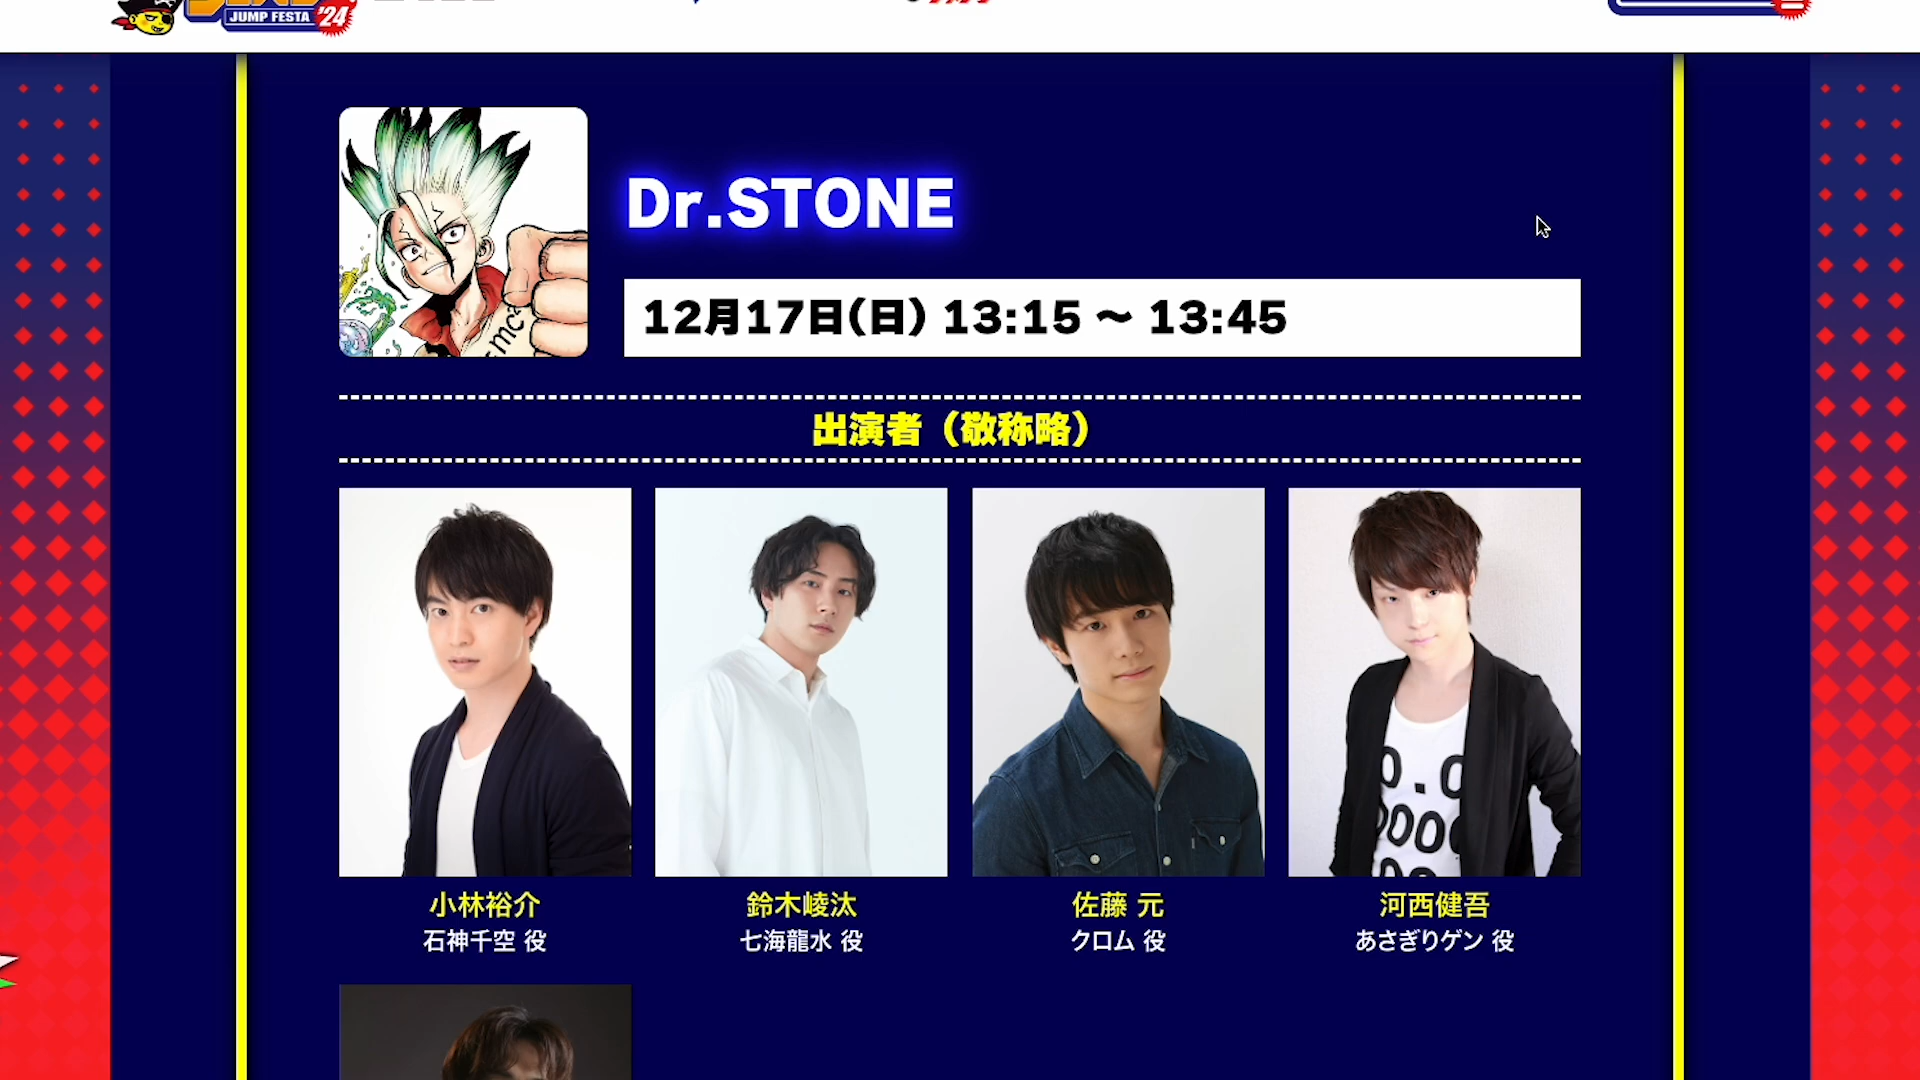 JUMP FESTA '24
Dr.STONE
12月17日(日) 13:15 ~ 13:45
出演者（敬称略）
小林裕介
石神千空 役
鈴木崚汰
七海龍水 役
佐藤 元
クロム 役
河西健吾
あさぎりゲン 役